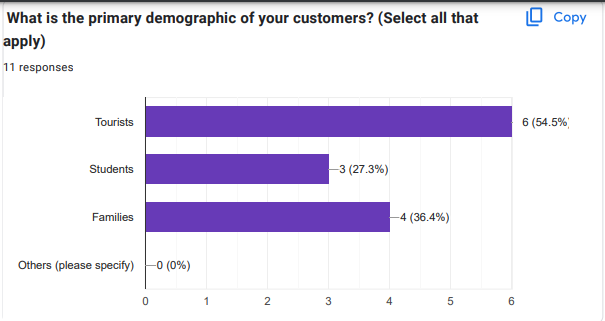 What is the primary demographic of your customers? (Select all that
apply)
Copy
11 responses
Tourists
6 (54.5%)
Students
3 (27.3%)
Families
4 (36.4%)
Others (please specify)
0 (0%)
0 1 2 3 4 5 6